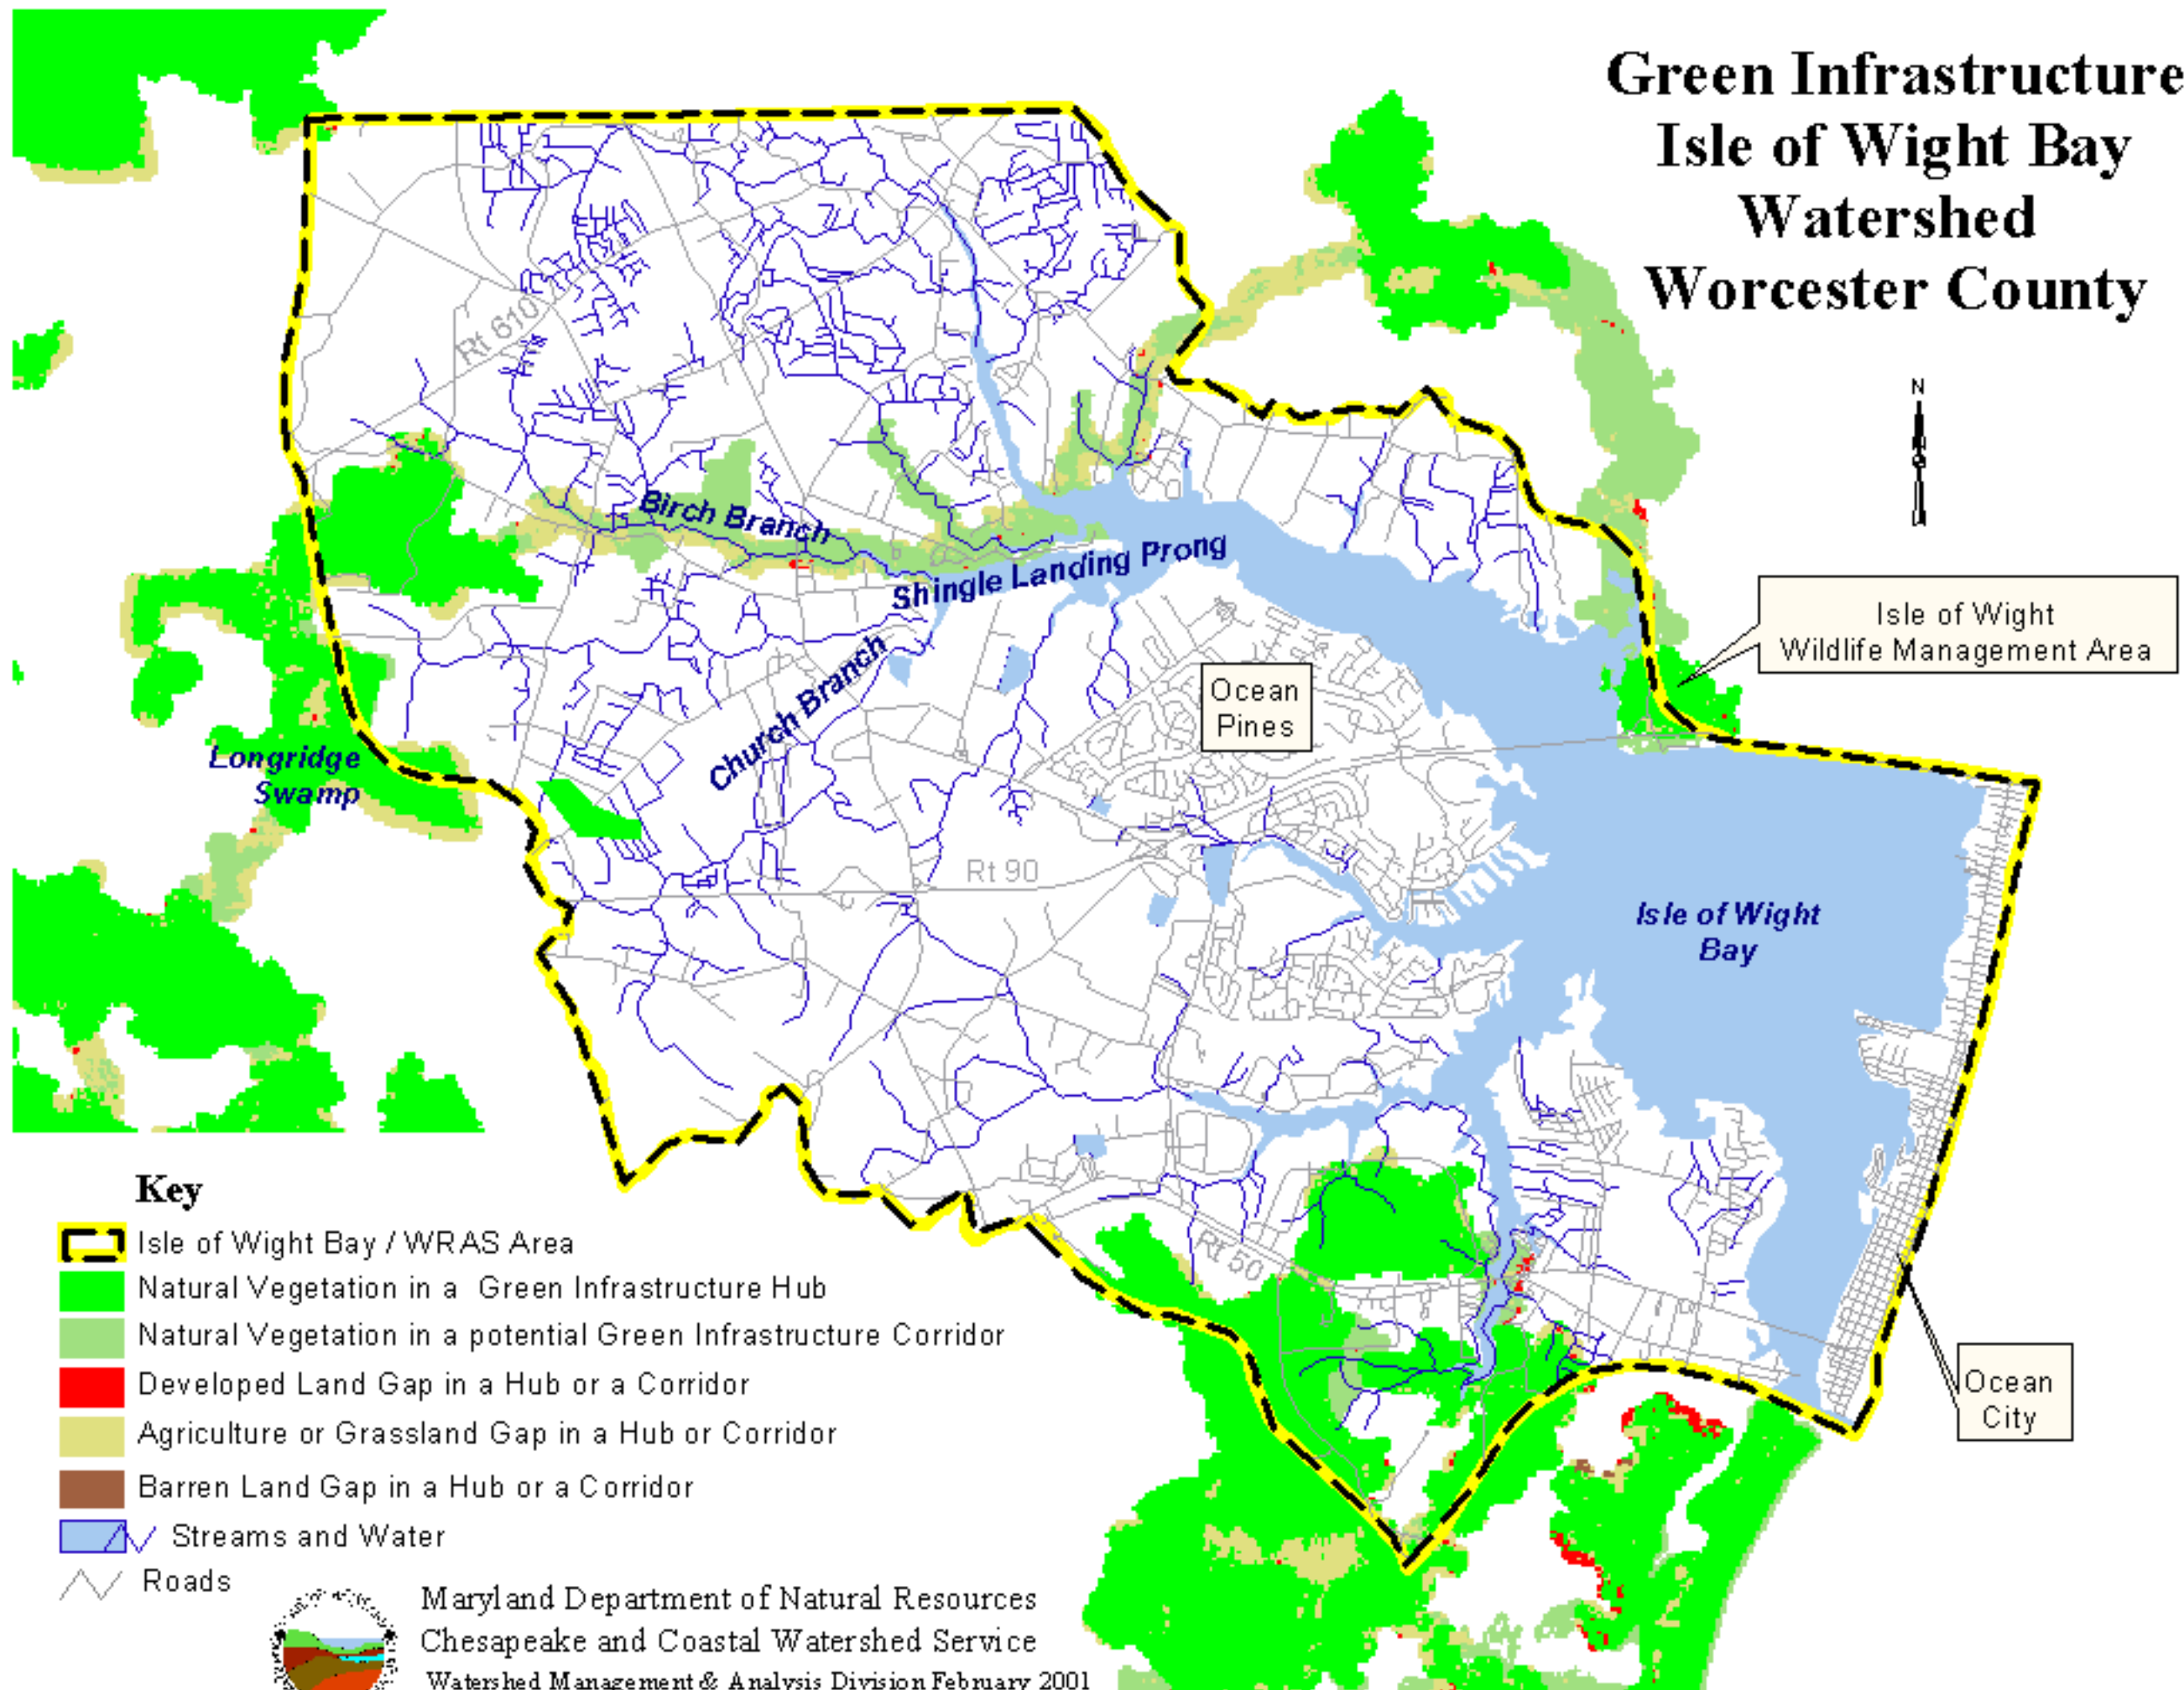 Green Infrastructure
Isle of Wight Bay
Watershed
Worcester County
N
Rt 610
Birch Branch
Shingle Landing Prong
Isle of Wight
Wildlife Management Area
Church Branch
Ocean
Pines
Longridge
Swamp
Rt 90
Isle of Wight
Bay
Rt 50
Ocean
City
Key
Isle of Wight Bay / WRAS Area
Natural Vegetation in a Green Infrastructure Hub
Natural Vegetation in a potential Green Infrastructure Corridor
Developed Land Gap in a Hub or a Corridor
Agriculture or Grassland Gap in a Hub or Corridor
Barren Land Gap in a Hub or a Corridor
Streams and Water
Roads
Maryland Department of Natural Resources
Chesapeake and Coastal Watershed Service
Watershed Management & Analysis Division February 2001